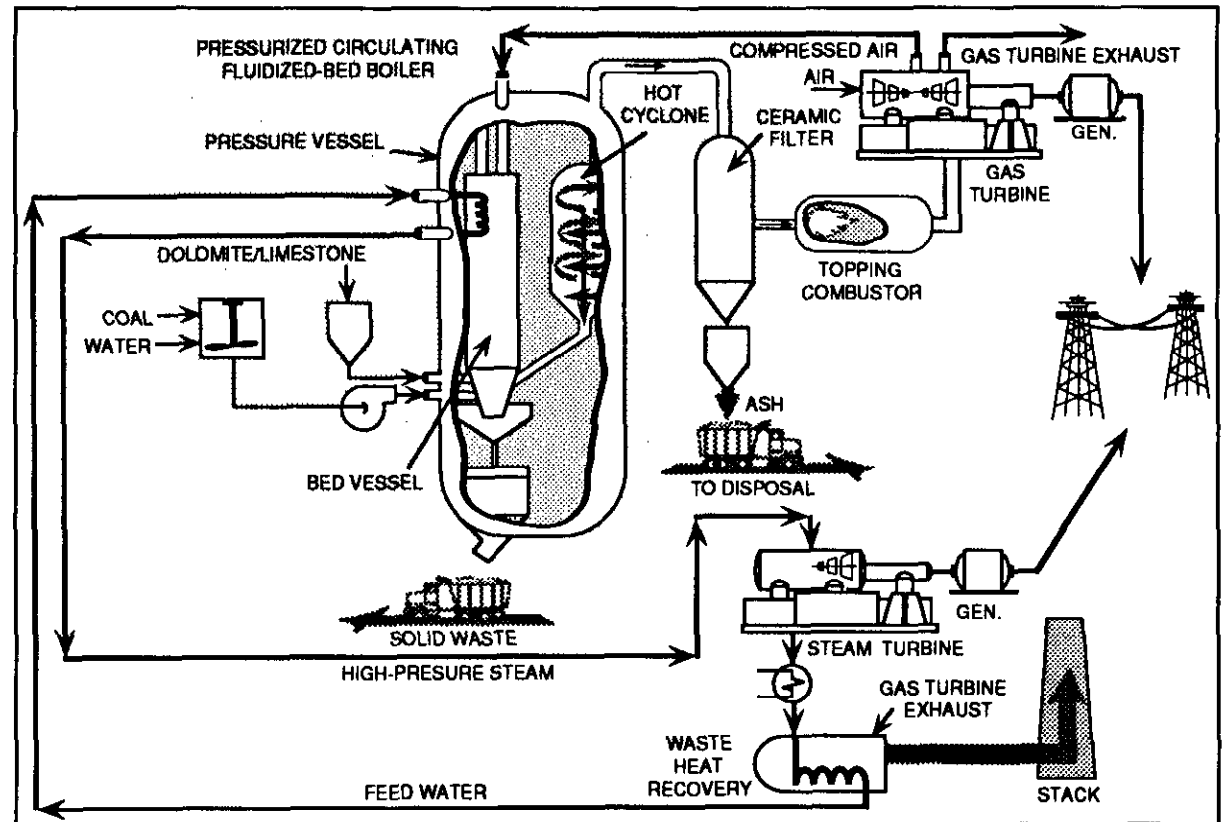 PRESSURIZED CIRCULATING
FLUIDIZED-BED BOILER
COMPRESSED AIR
GAS TURBINE EXHAUST
AIR
HOT
CYCLONE
CERAMIC
FILTER
GEN.
PRESSURE VESSEL
GAS
TURBINE
DOLOMITE/LIMESTONE
TOPPING
COMBUSTOR
COAL
WATER
ASH
BED VESSEL
TO DISPOSAL
GEN.
SOLID WASTE
STEAM TURBINE
HIGH-PRESURE STEAM
GAS TURBINE
EXHAUST
WASTE
HEAT
RECOVERY
FEED WATER
STACK